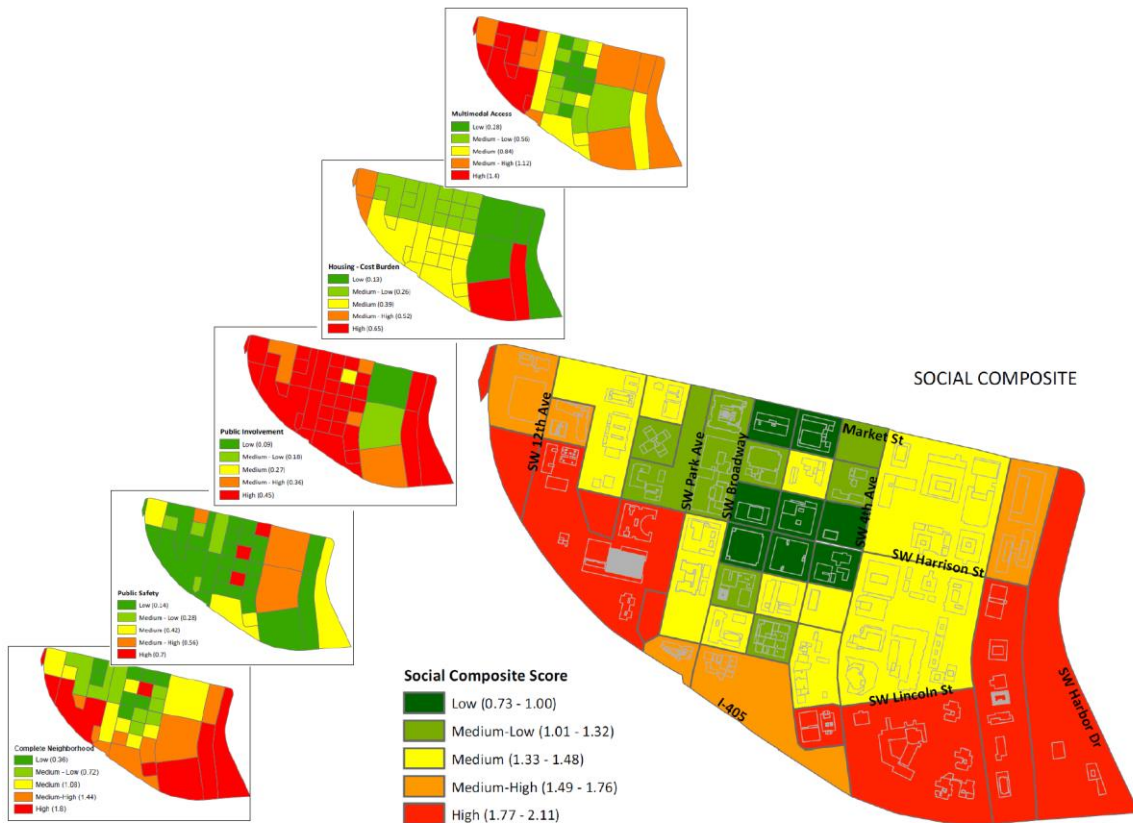 Multimodal Access
Low (0.28)
Medium - Low (0.56)
Medium (0.84)
Medium - High (1.12)
High (1.4)
Housing - Cost Burden
Low (0.13)
Medium - Low (0.26)
Medium (0.39)
Medium - High (0.52)
High (0.65)
Public Involvement
Low (0.09)
Medium - Low (0.18)
Medium (0.27)
Medium - High (0.36)
High (0.45)
Public Safety
Low (0.14)
Medium - Low (0.28)
Medium (0.42)
Medium - High (0.56)
High (0.7)
Complete Neighborhood
Low (0.36)
Medium - Low (0.72)
Medium (1.08)
Medium-High (1.44)
High (1.8)
SOCIAL COMPOSITE
SW 12th Ave
SW Park Ave
SW Broadway
Market St
SW 4th Ave
SW Harrison St
SW Lincoln St
SW Harbor Dr
I-405
Social Composite Score
Low (0.73 - 1.00)
Medium-Low (1.01 - 1.32)
Medium (1.33 - 1.48)
Medium-High (1.49 - 1.76)
High (1.77 - 2.11)